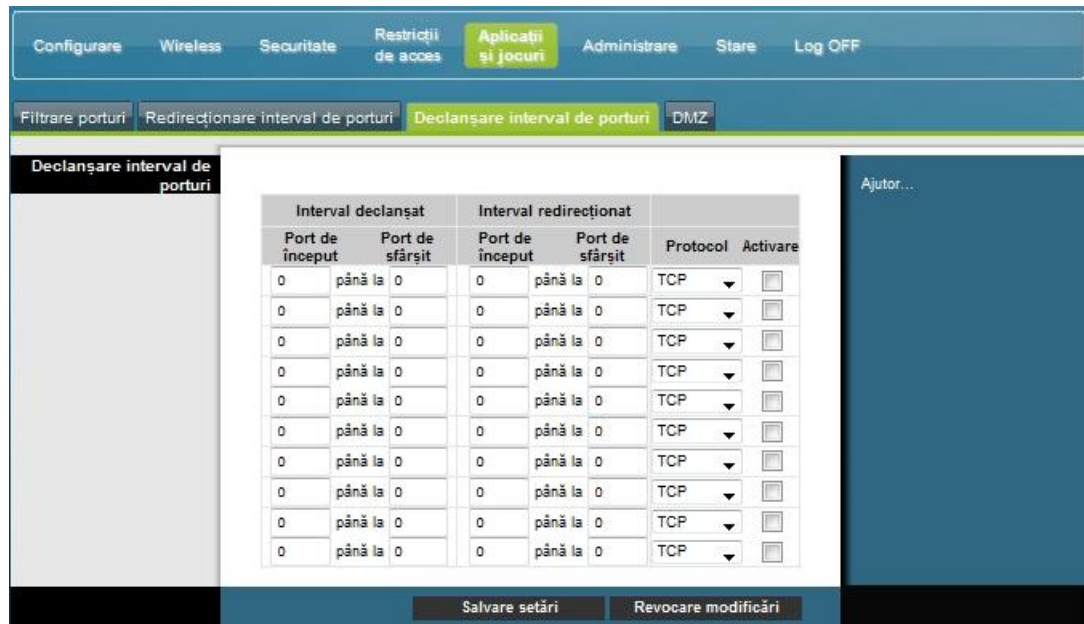 Configurare Wireless Securitate Restricții de acces Aplicații și jocuri Administrare Stare Log OFF
Filtrare porturi Redirecționare interval de porturi Declanșare interval de porturi DMZ
Declanșare interval de porturi
Ajutor...
Interval declanșat Interval redirecționat
Port de început Port de sfârșit Port de început Port de sfârșit Protocol Activare
0 până la 0 0 până la 0 TCP
0 până la 0 0 până la 0 TCP
0 până la 0 0 până la 0 TCP
0 până la 0 0 până la 0 TCP
0 până la 0 0 până la 0 TCP
0 până la 0 0 până la 0 TCP
0 până la 0 0 până la 0 TCP
0 până la 0 0 până la 0 TCP
0 până la 0 0 până la 0 TCP
0 până la 0 0 până la 0 TCP
Salvare setări Revocare modificări